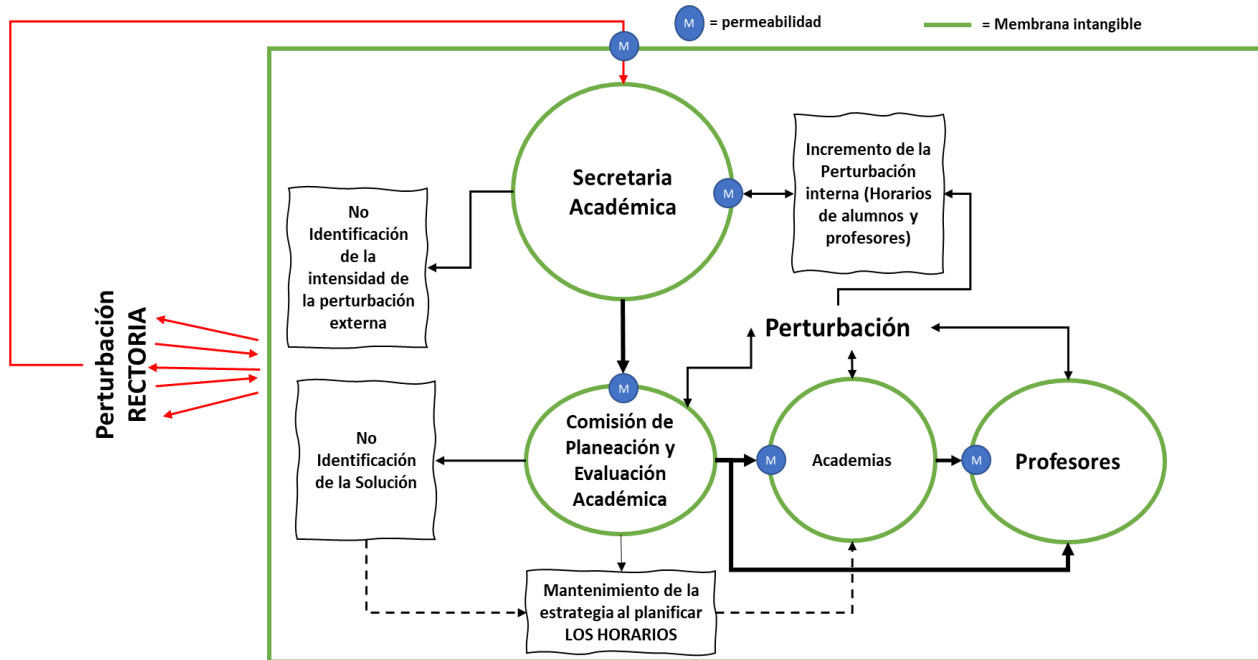 M = permeabilidad
= Membrana intangible
M
Secretaria
Académica
M
Incremento de la
Perturbación
interna (Horarios
de alumnos y
profesores)
No
Identificación
de la
intensidad de
la perturbación
externa
Perturbación
RECTORIA
Perturbación
M
Comisión de
Planeación y
Evaluación
Académica
No
Identificación
de la Solución
M
Academias
M
Profesores
Mantenimiento de la
estrategia al planificar
LOS HORARIOS